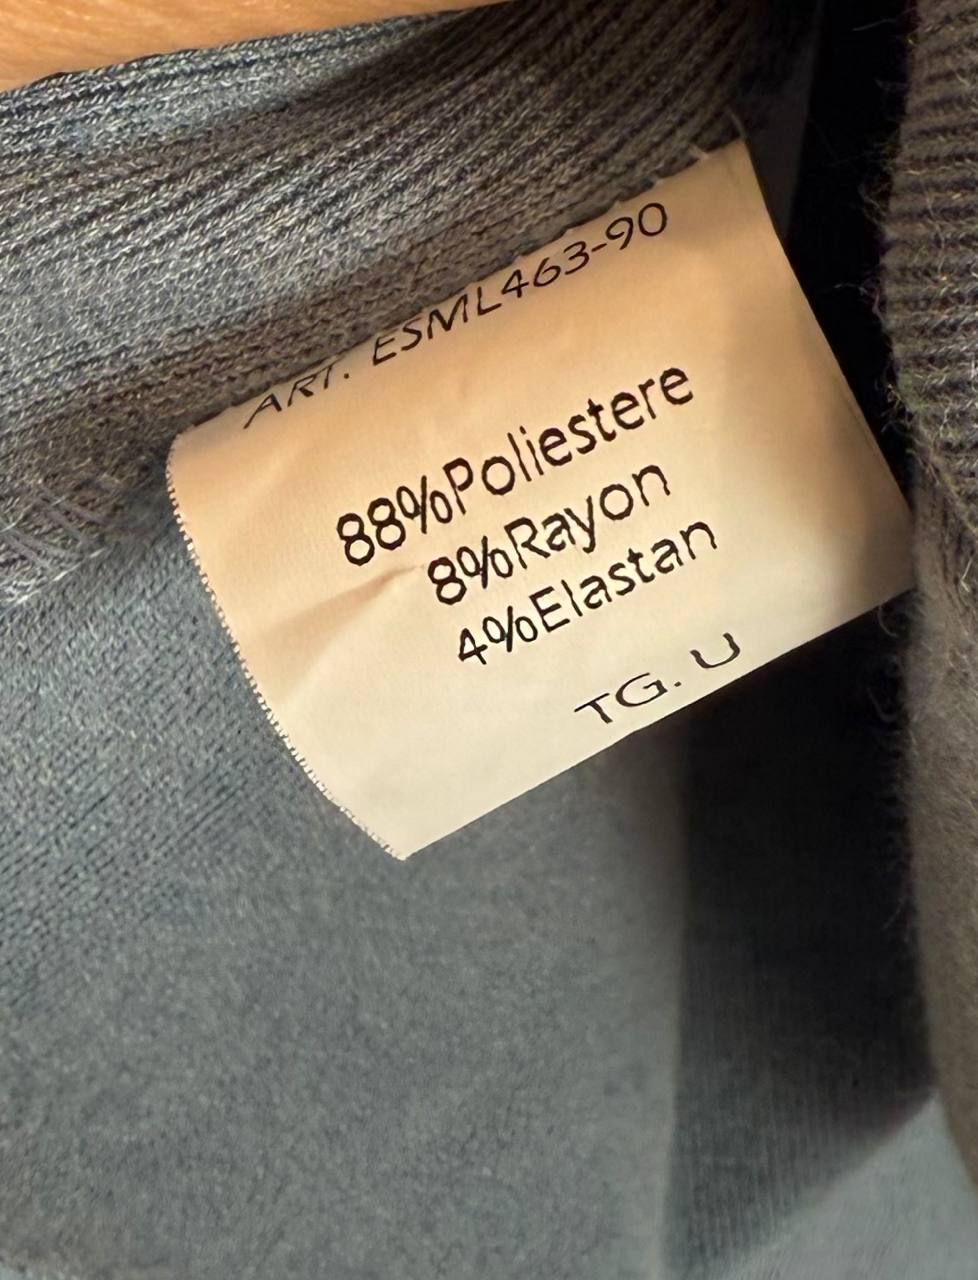 ART. ESML463-90
88%Poliestere
8%Rayon
4%Elastan
TG. U